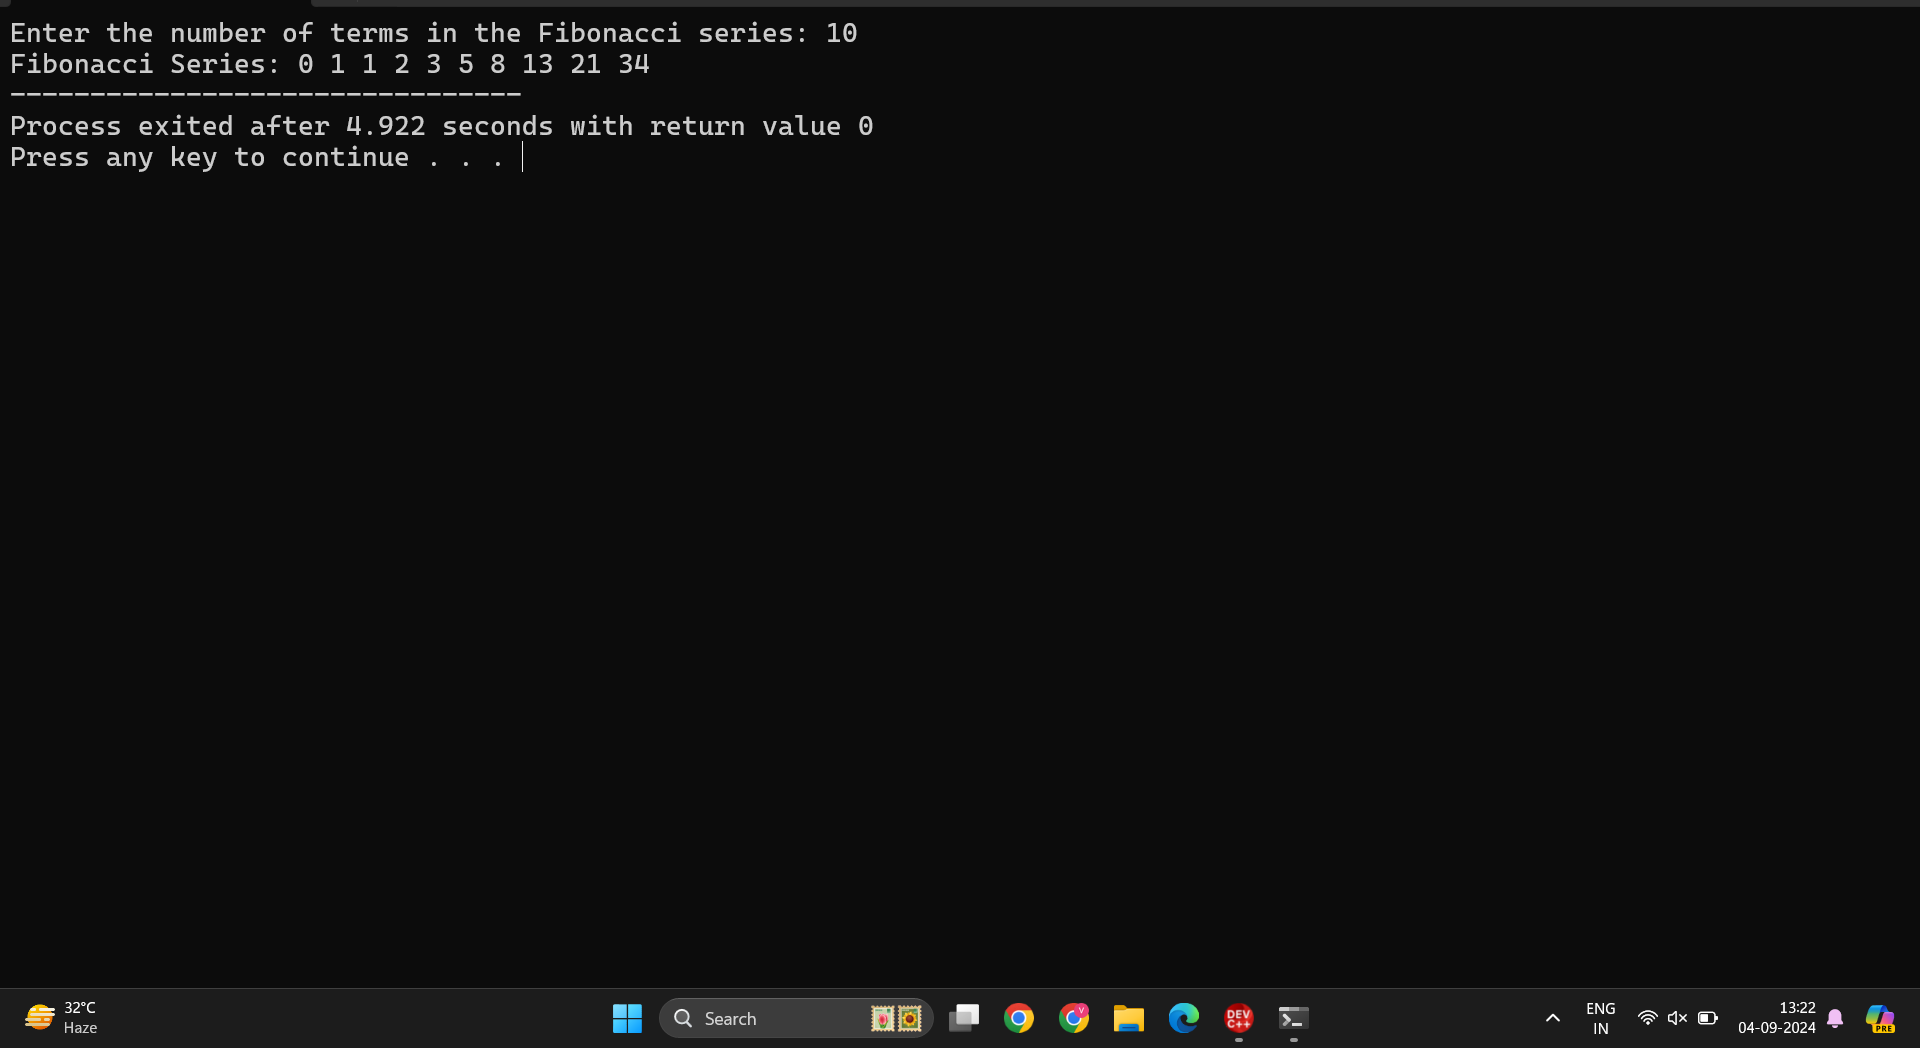 Enter the number of terms in the Fibonacci series: 10
Fibonacci Series: 0 1 1 2 3 5 8 13 21 34
--------------------------------
Process exited after 4.922 seconds with return value 0
Press any key to continue . . .
32°C
Haze
Search
V
DEV
C++
ENG
IN
13:22
04-09-2024
PRE